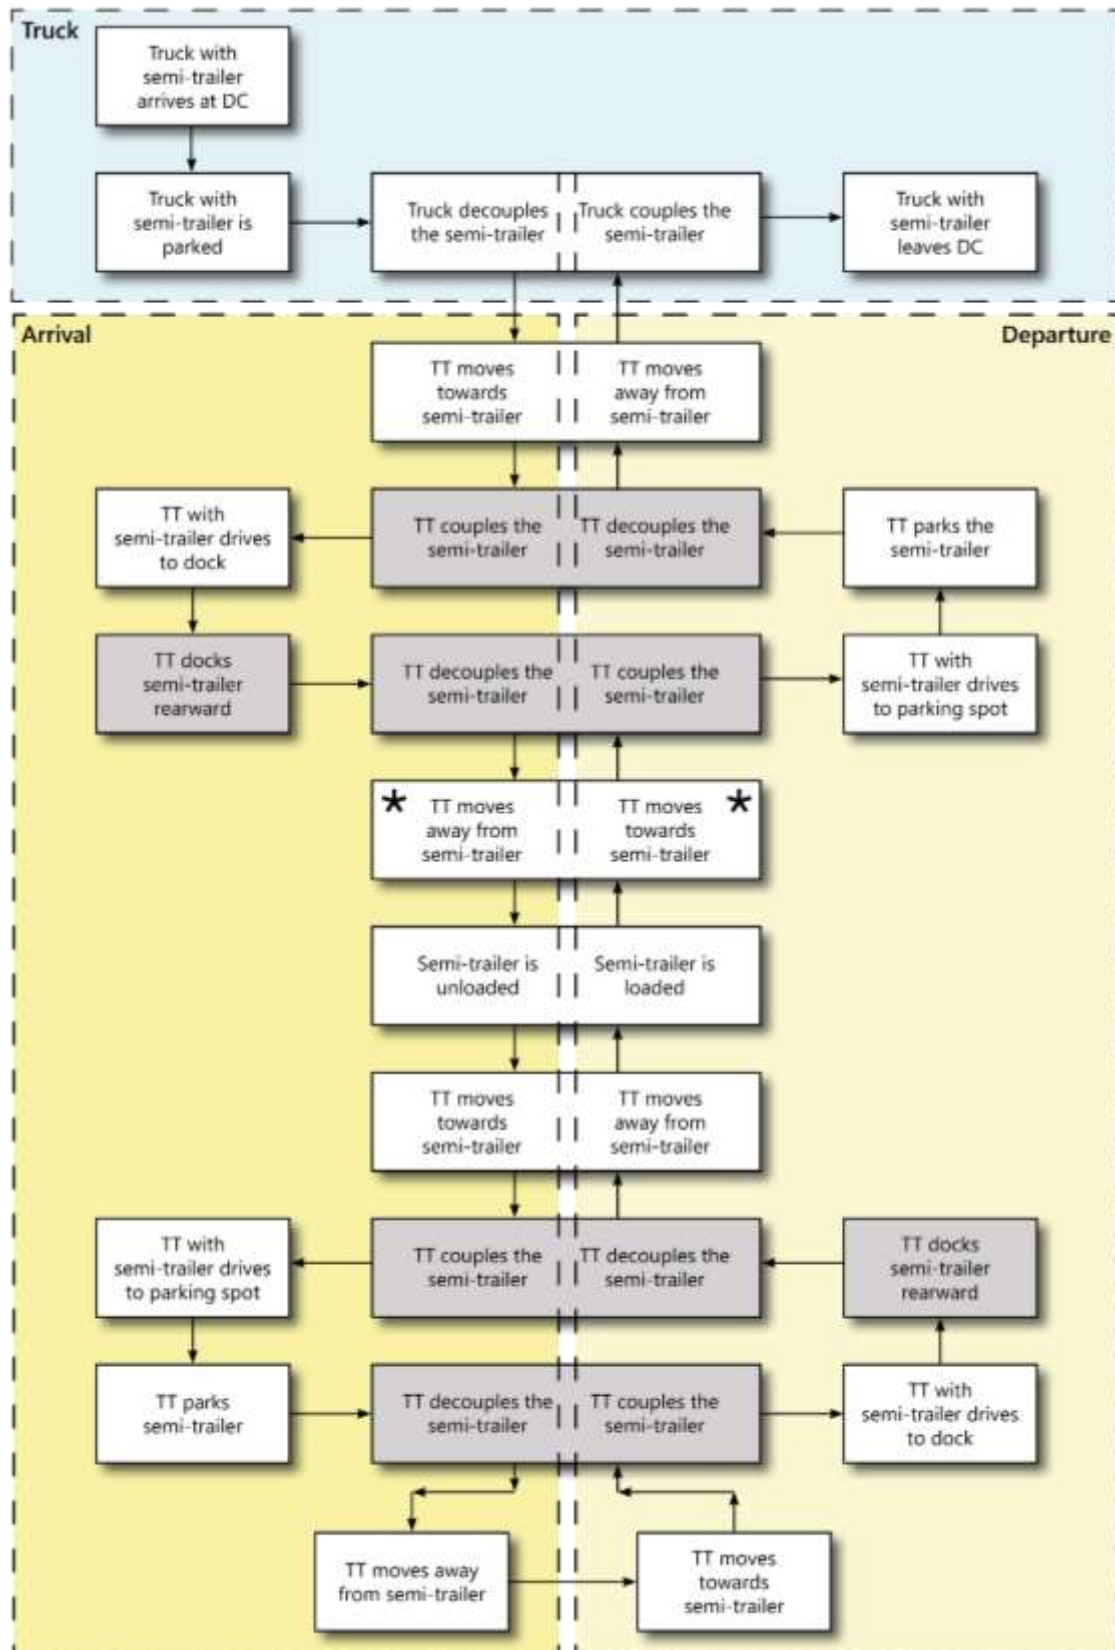 Truck
Truck with
semi-trailer
arrives at DC
Truck with
semi-trailer is
parked
Truck decouples
the semi-trailer
Truck couples the
semi-trailer
Truck with
semi-trailer
leaves DC
Arrival
Departure
TT moves
towards
semi-trailer
TT moves
away from
semi-trailer
TT with
semi-trailer drives
to dock
TT couples the
semi-trailer
TT decouples the
semi-trailer
TT parks the
semi-trailer
TT docks
semi-trailer
rearward
TT decouples the
semi-trailer
TT couples the
semi-trailer
TT with
semi-trailer drives
to parking spot
* TT moves
away from
semi-trailer
TT moves *
towards
semi-trailer
Semi-trailer is
unloaded
Semi-trailer is
loaded
TT moves
towards
semi-trailer
TT moves
away from
semi-trailer
TT with
semi-trailer drives
to parking spot
TT couples the
semi-trailer
TT decouples the
semi-trailer
TT docks
semi-trailer
rearward
TT parks
semi-trailer
TT decouples the
semi-trailer
TT couples the
semi-trailer
TT with
semi-trailer drives
to dock
TT moves away
from semi-trailer
TT moves
towards
semi-trailer